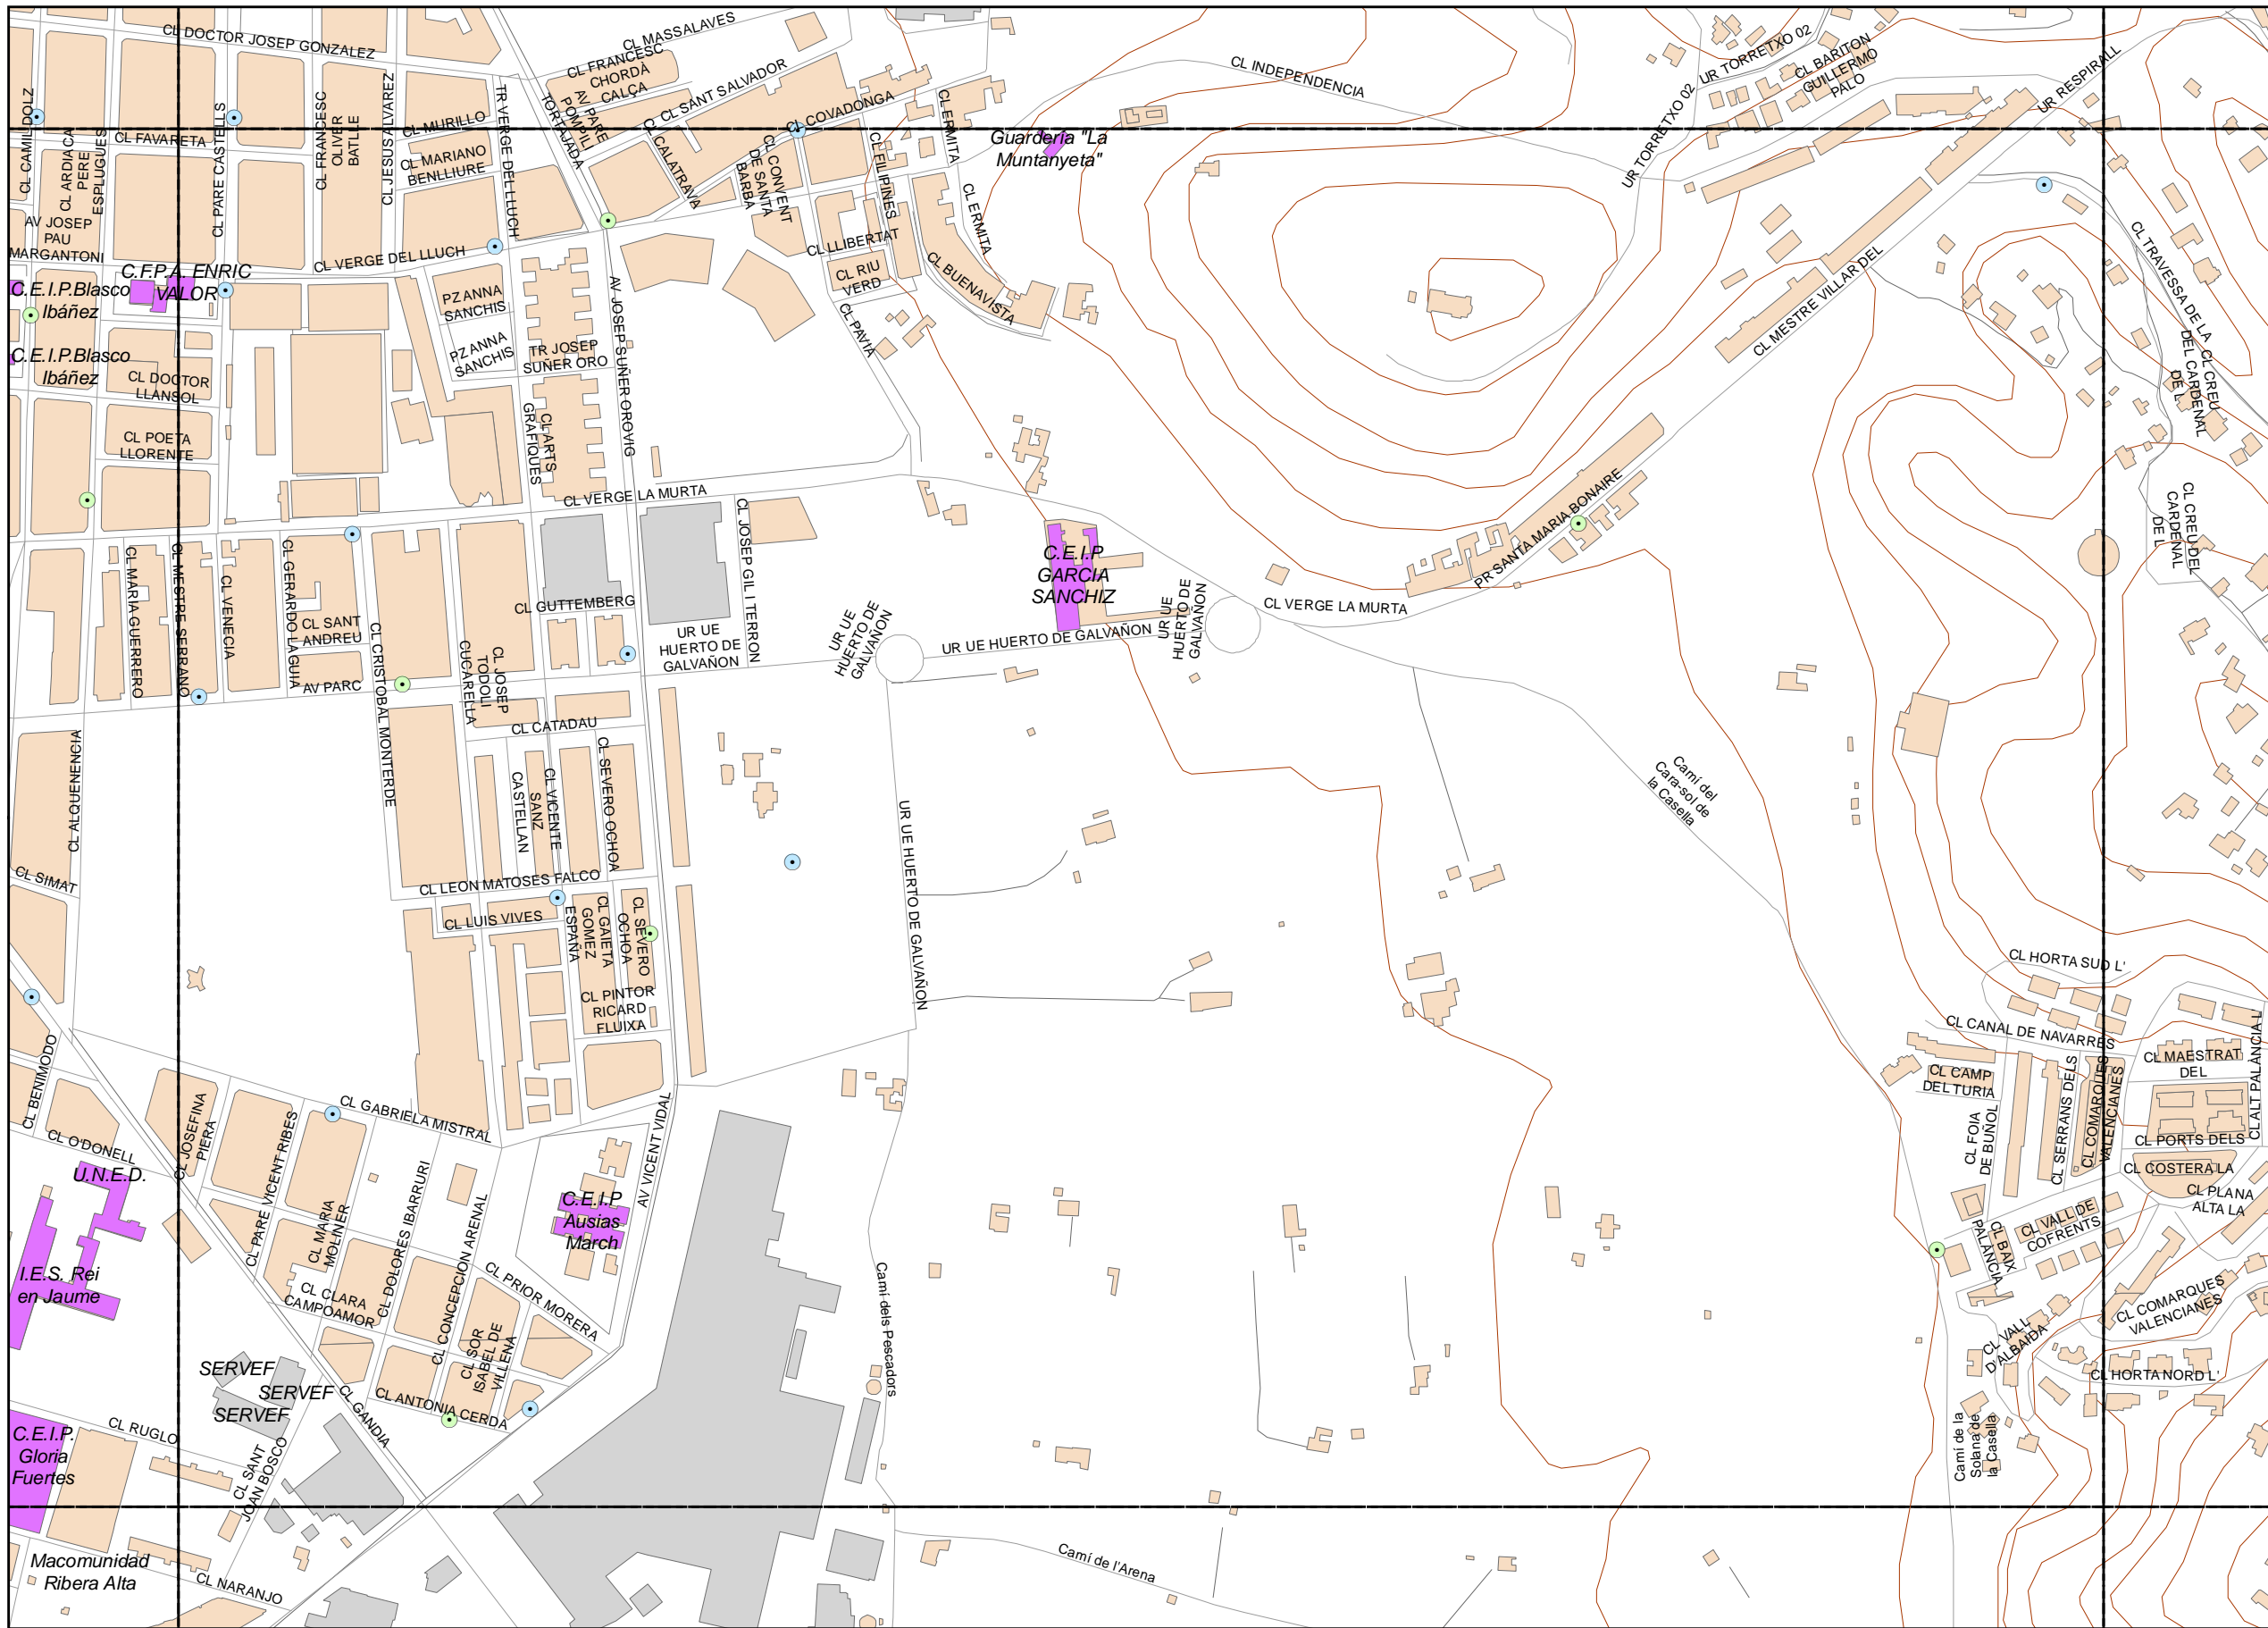 CL DOCTOR JOSEP GONZALEZ
CL MASSALAVES
CL FRANCESC
CHORDÀ
CALÇA
CL SANT SALVADOR
AV PARE
POMPILI
TORTAJADA
CL COVADONGA
CL ERMITA
CL INDEPENDENCIA
UR TORRETXO 02
CL BARITON
GUILLERMO
PALO
UR RESPIRALL
UR TORRETXO 02
CL CAMILDOLZ
CL ARDIACA
PERE
ESPLUGUES
CL FAVARETA
CL PARE CASTELLS
CL FRANCESC
OLIVER
BATLLE
CL JESUS ALVAREZ
CL MURILLO
CL MARIANO
BENLLIURE
TR VERGE DEL LLUCH
CL CALATRAVA
CL CONVENT
DE SANTA
BARBA
CL FILIPINES
CL ERMITA
Guardería "La
Muntanyeta"
AV JOSEP
PAU
MARGANTONI
CL VERGE DEL LLUCH
CL LLIBERTAT
CL RIU
VERD
CL BUENAVISTA
CL PAVIA
C.F.P.A. ENRIC
VALOR
C.E.I.P.Blasco
Ibáñez
C.E.I.P.Blasco
Ibáñez
PZ ANNA
SANCHIS
PZ ANNA
SANCHIS
TR JOSEP
SUÑER ORO
AV JOSEP SUÑER OROVIG
CL MESTRE VILLAR DEL
CL TRAVESSA DE LA CL CREU
DEL CARDENAL
DE L
CL DOCTOR
LLANSOL
CL POETA
LLORENTE
CL ARTS
GRAFIQUES
CL VERGE LA MURTA
CL JOSEP GIL I TERRON
PR SANTA MARIA BONAIRE
CL CREU DEL
CARDENAL
DE L
C.E.I.P
GARCIA
SANCHIZ
CL MARIA GUERRERO
CL MESTRE SERRANO
CL VENECIA
CL GERARDO LAGUIA
CL SANT
ANDREU
CL CRISTOBAL MONTERDE
CL GUTTEMBERG
UR UE
HUERTO DE
GALVAÑON
UR UE
HUERTO DE
GALVAÑON
UR UE HUERTO DE GALVAÑON
UR UE
HUERTO DE
GALVAÑON
CL VERGE LA MURTA
AV PARC
CL JOSEP
TODOLI
CUCARELLA
CL CATADAU
CL ALQUENENCIA
CASTELLAN
CL VICENTE
SANZ
CL SEVERO OCHOA
UR UE HUERTO DE GALVAÑON
Camí del
Cara-sol de
la Casella
CL SIMAT
CL LEON MATOSES FALCO
CL LUIS VIVES
ESPAÑA
CL GAIETA
GOMEZ
CL SEVERO
OCHOA
CL PINTOR
RICARD
FLUIXA
CL HORTA SUD L'
CL CANAL DE NAVARRES
CL MAESTRAT
DEL
CL ALT PALANCIA L'
CL CAMP
DEL TURIA
CL FOIA
DE BUÑOL
CL SERRANS DELS
CL COMARQUES
VALENCIANES
CL PORTS DELS
CL COSTERA LA
CL PLANA
ALTA LA
CL BENIMODO
CL O'DONELL
CL JOSEFINA
PIERA
CL PARE VICENT RIBES
CL GABRIELA MISTRAL
AV VICENT VIDAL
U.N.E.D.
I.E.S. Rei
en Jaume
CL MARIA
MOLINER
CL DOLORES IBARRURI
CL CONCEPCION ARENAL
C.E.I.P
Ausias
March
CL CLARA
CAMPOAMOR
CL PRIOR MORERA
CL SOR
ISABEL DE
VILLENA
CL ANTONIA CERDA
Camí dels Pescadors
CL BAIX
PALANCIA
CL VALL DE
COFRENTS
CL COMARQUES
VALENCIANES
CL VALL
D'ALBAIDA
CL HORTA NORD L'
Camí de la
Solana de
la Casella
SERVEF
SERVEF
SERVEF
CL GANDIA
CL RUGLO
C.E.I.P.
Gloria
Fuertes
CL SANT
JOAN BOSCO
Macomunidad
Ribera Alta
CL NARANJO
Camí de l'Arena